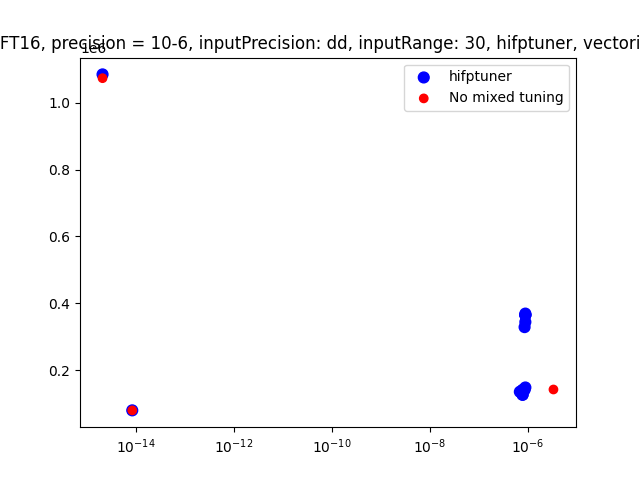 FT16, precision = 10-6, inputPrecision: dd, inputRange: 30, hifptuner, vectori
1e6
hifptuner
No mixed tuning
1.0
0.8
0.6
0.4
0.2
10⁻¹⁴ 10⁻¹² 10⁻¹⁰ 10⁻⁸ 10⁻⁶